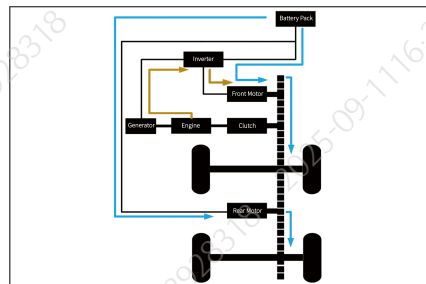 Battery Pack
Inverter
Front Motor
Generator
Engine
Clutch
Rear Motor